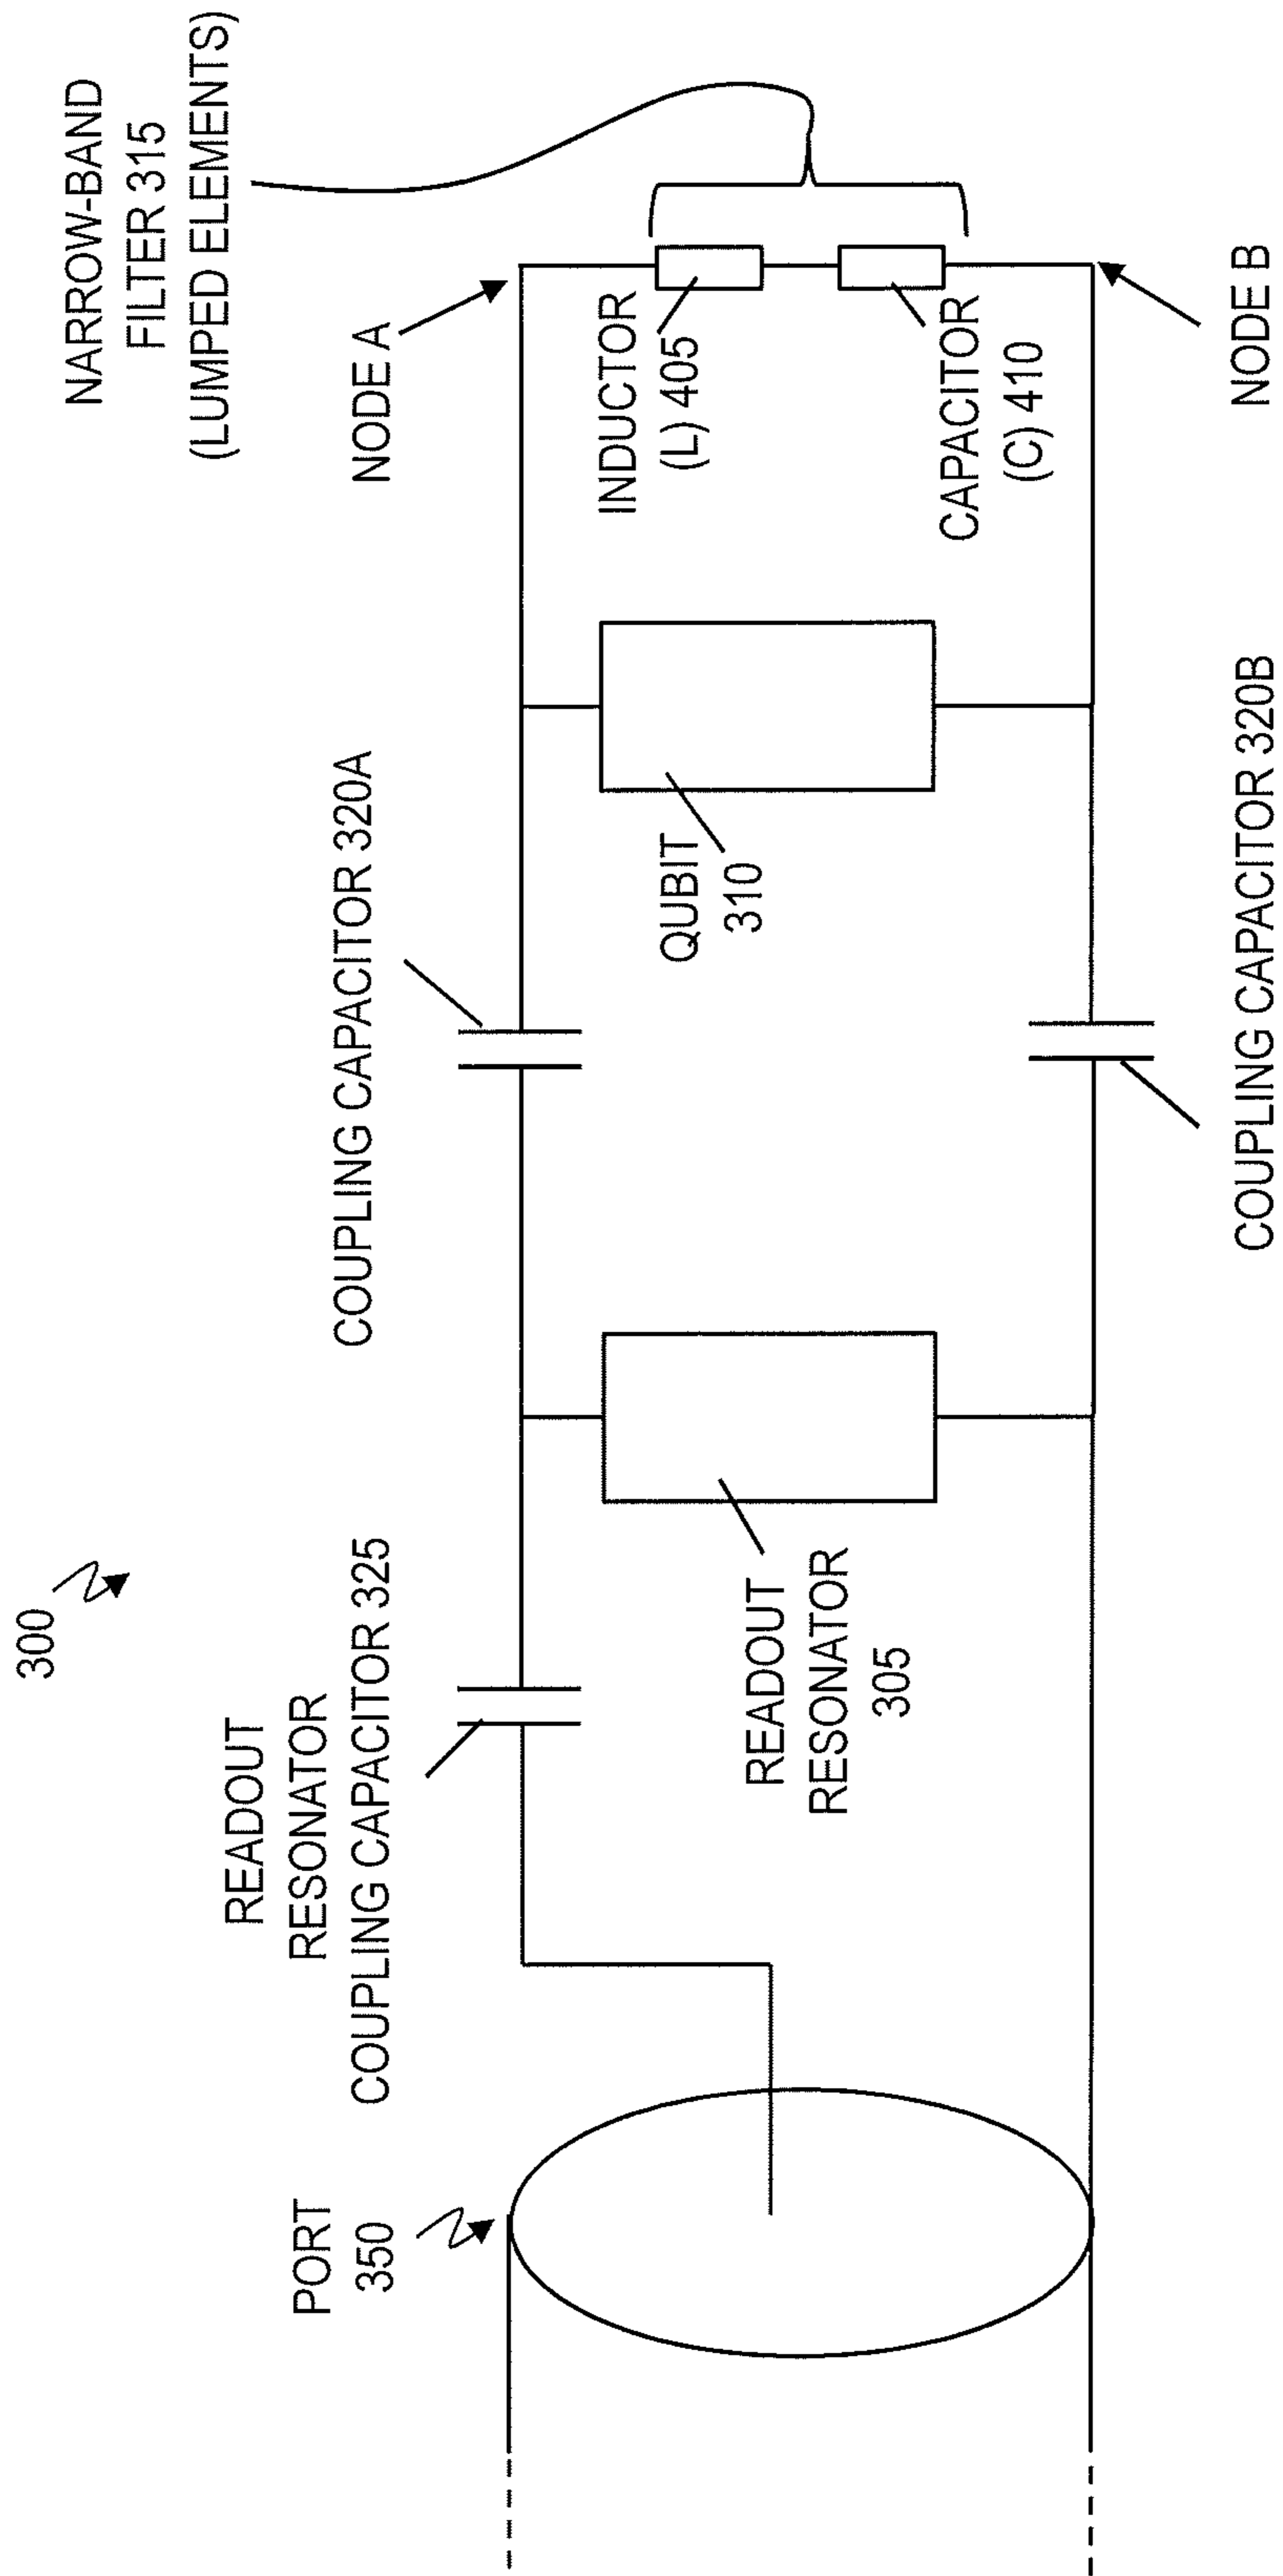 300
NARROW-BAND
FILTER 315
(LUMPED ELEMENTS)
READOUT
RESONATOR
COUPLING CAPACITOR 325
COUPLING CAPACITOR 320A
NODE A
PORT
350
READOUT
RESONATOR
305
QUBIT
310
INDUCTOR
(L) 405
CAPACITOR
(C) 410
COUPLING CAPACITOR 320B
NODE B